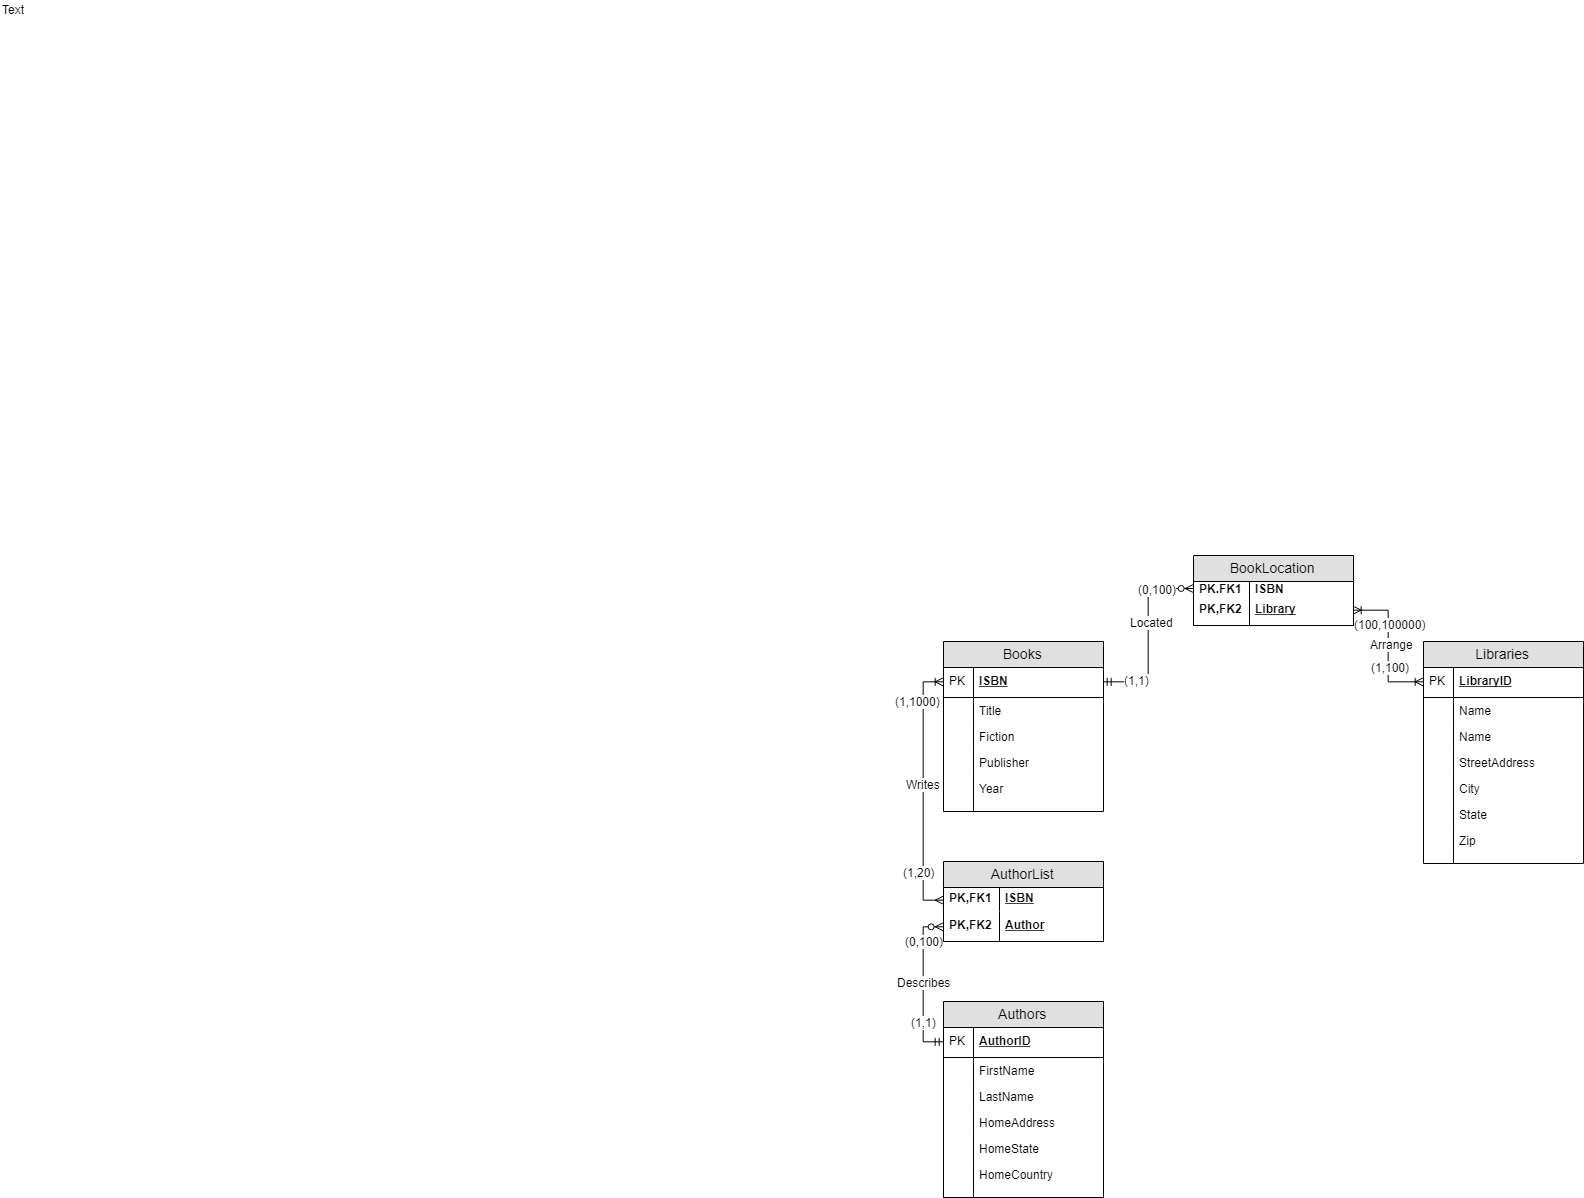 Text
BookLocation
(0,100)
PK.FK1 ISBN
PK,FK2 Library
Located
(100,100000)
Arrange
(1,100)
Books
PK ISBN
(1,1)
(1,1000)
Title
Fiction
Publisher
Year
Writes
Libraries
PK LibraryID
Name
Name
StreetAddress
City
State
Zip
(1,20)
AuthorList
PK,FK1 ISBN
PK,FK2 Author
(0,100)
Describes
(1,1)
Authors
PK AuthorID
FirstName
LastName
HomeAddress
HomeState
HomeCountry